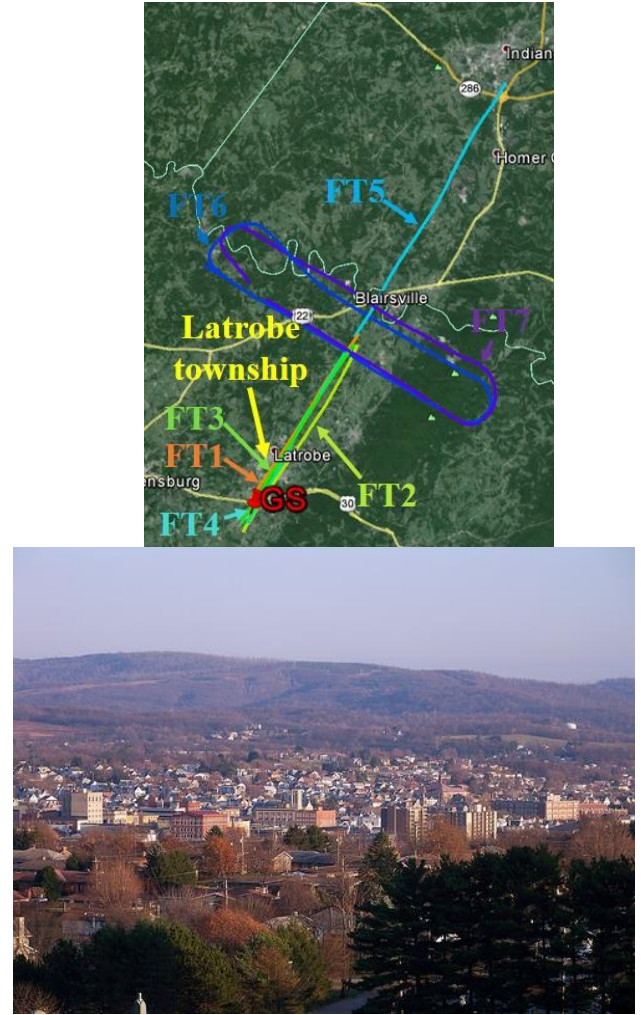 Indian
286
Homer C
FT5
FT6
Blairsville
22
FT7
Latrobe
township
FT3
Latrobe
FT1
ensburg
GS
FT2
30
FT4